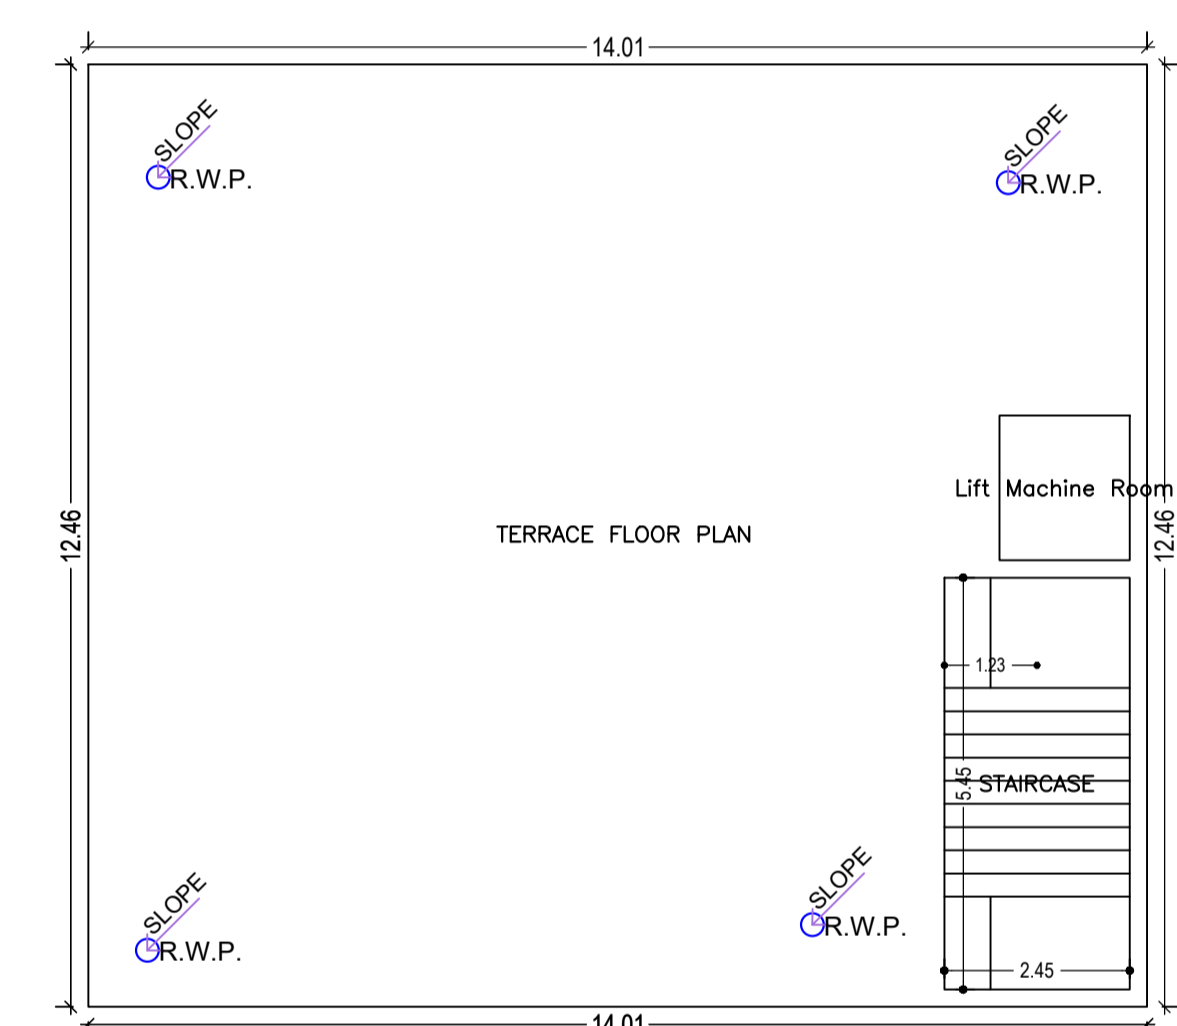 14.01
SLOPE
R.W.P.
SLOPE
R.W.P.
Lift Machine Room
12.46
TERRACE FLOOR PLAN
12.46
1.23
5.45
STAIRCASE
SLOPE
R.W.P.
SLOPE
R.W.P.
2.45
14.01